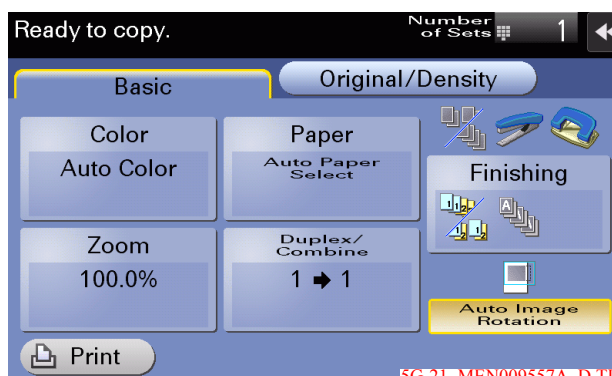 Ready to copy.
Number
of Sets
1
Basic
Original/Density
Color
Auto Color
Paper
Auto Paper
Select
Finishing
Zoom
100.0%
Duplex/
Combine
1 ➡ 1
Auto Image
Rotation
Print